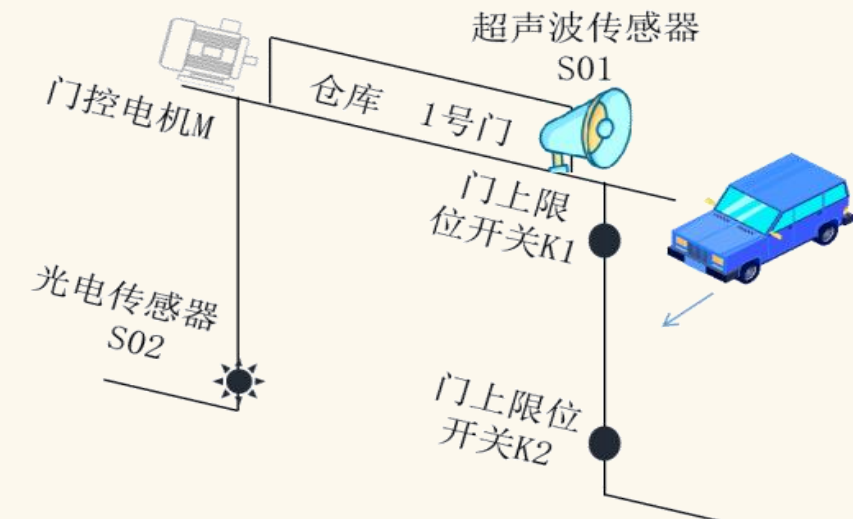 超声波传感器
S01
门控电机M
仓库 1号门
门上限
位开关K1
光电传感器
S02
门上限位
开关K2